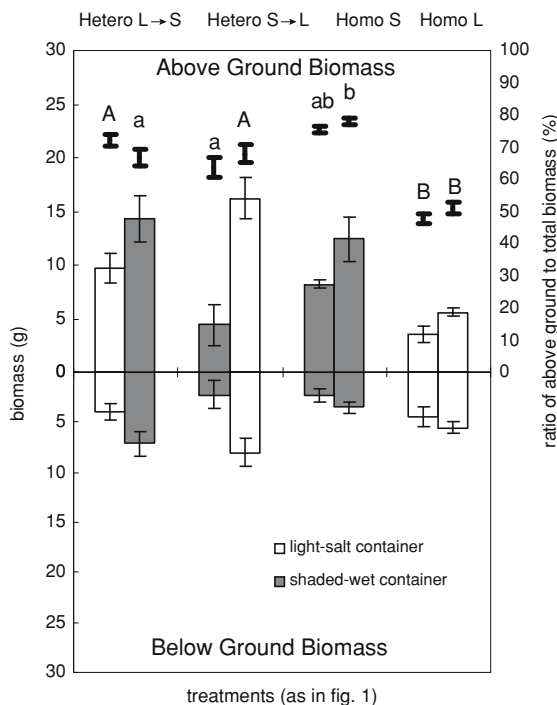 Hetero L→S Hetero S→L Homo S Homo L
30 100
Above Ground Biomass
90
25
80
A a a A ab b B B
70
20
60
15 50
40
10
30
5 20
10
0 0
5
10
light-salt container
15
shaded-wet container
20
25
Below Ground Biomass
30
biomass (g)
ratio of above ground to total biomass (%)
treatments (as in fig. 1)